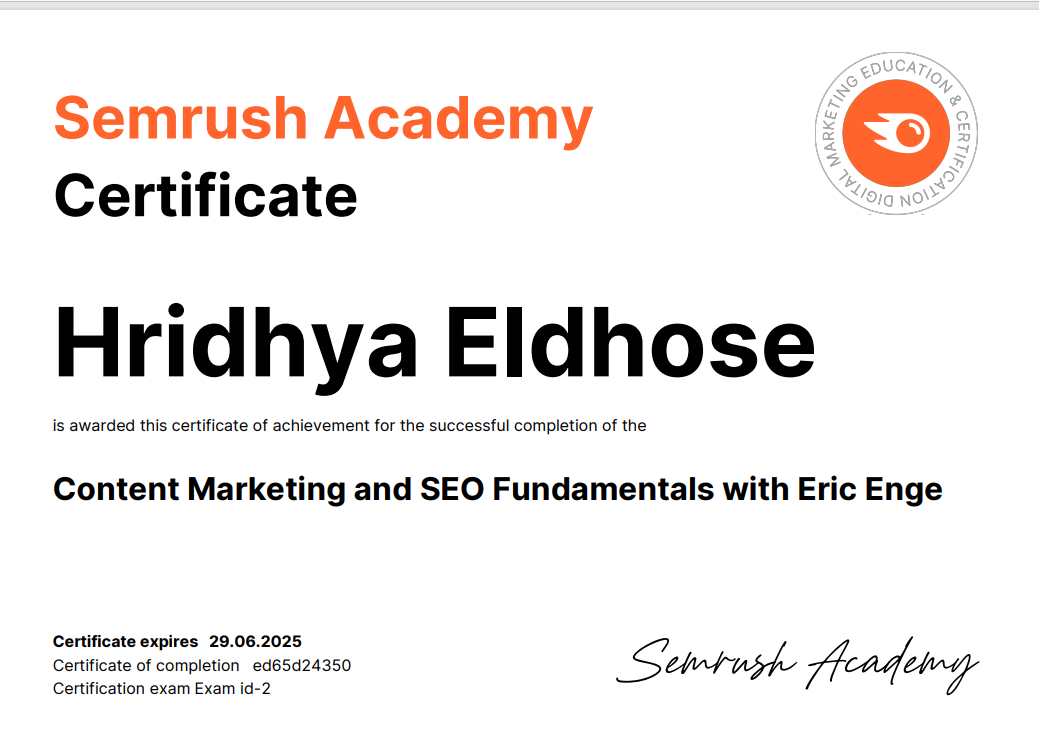 Semrush Academy
Certificate
DIGITAL MARKETING EDUCATION & CERTIFICATION
Hridhya Eldhose
is awarded this certificate of achievement for the successful completion of the
Content Marketing and SEO Fundamentals with Eric Enge
Certificate expires 29.06.2025
Certificate of completion ed65d24350
Certification exam Exam id-2
Semrush Academy